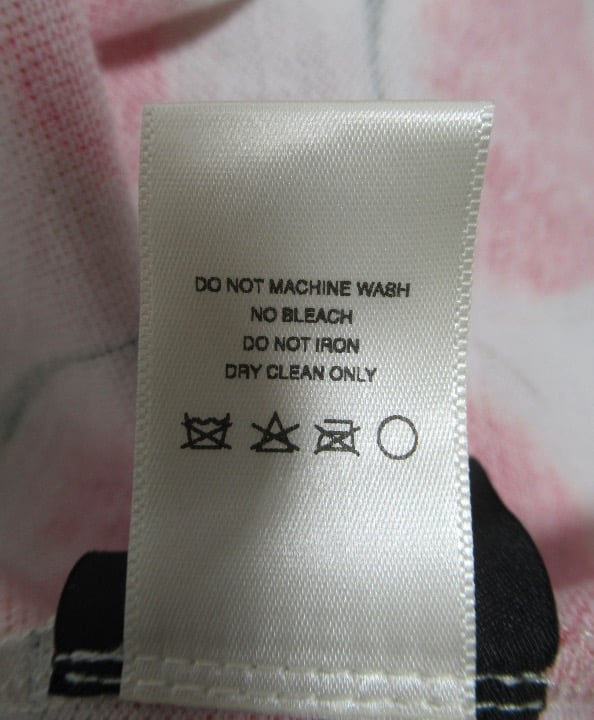 DO NOT MACHINE WASH
NO BLEACH
DO NOT IRON
DRY CLEAN ONLY